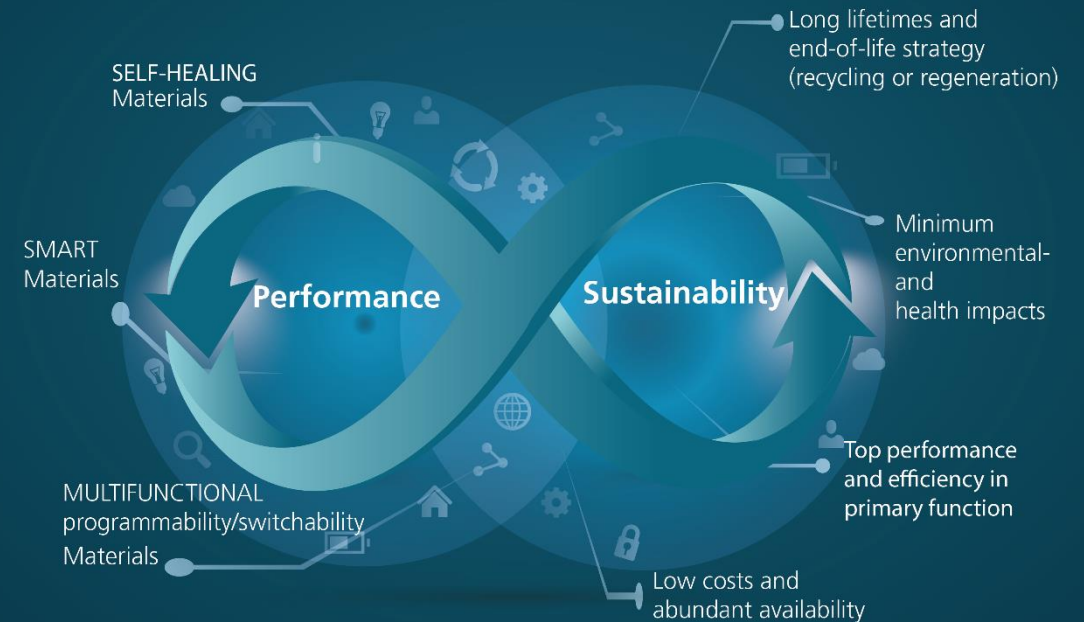 SELF-HEALING
Materials
SMART
Materials
MULTIFUNCTIONAL
programmability/switchability
Materials
Performance
Sustainability
Long lifetimes and
end-of-life strategy
(recycling or regeneration)
Minimum
environmental-
and
health impacts
Top performance
and efficiency in
primary function
Low costs and
abundant availability